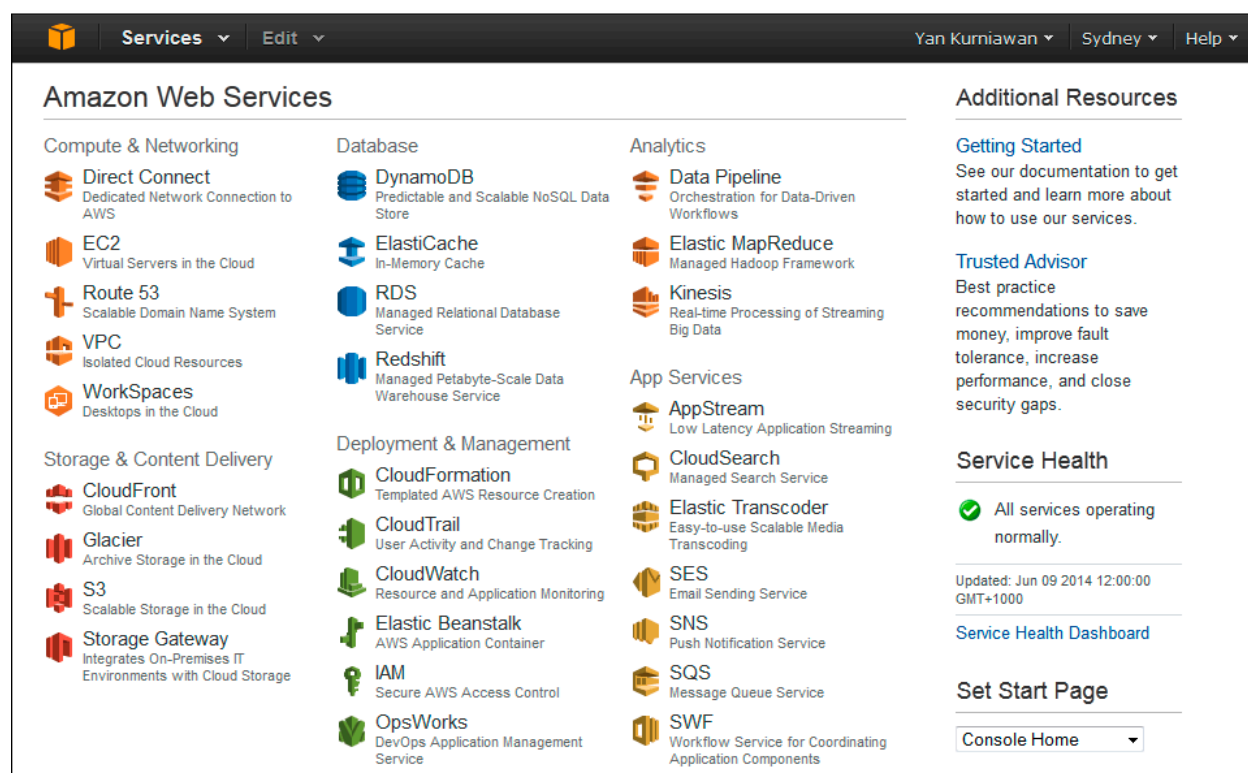 Services Edit Yan Kurniawan Sydney Help
Amazon Web Services
Compute & Networking
Direct Connect
Dedicated Network Connection to
AWS
EC2
Virtual Servers in the Cloud
Route 53
Scalable Domain Name System
VPC
Isolated Cloud Resources
WorkSpaces
Desktops in the Cloud
Storage & Content Delivery
CloudFront
Global Content Delivery Network
Glacier
Archive Storage in the Cloud
S3
Scalable Storage in the Cloud
Storage Gateway
Integrates On-Premises IT
Environments with Cloud Storage
Database
DynamoDB
Predictable and Scalable NoSQL Data
Store
ElastiCache
In-Memory Cache
RDS
Managed Relational Database
Service
Redshift
Managed Petabyte-Scale Data
Warehouse Service
Deployment & Management
CloudFormation
Templated AWS Resource Creation
CloudTrail
User Activity and Change Tracking
CloudWatch
Resource and Application Monitoring
Elastic Beanstalk
AWS Application Container
IAM
Secure AWS Access Control
OpsWorks
DevOps Application Management
Service
Analytics
Data Pipeline
Orchestration for Data-Driven
Workflows
Elastic MapReduce
Managed Hadoop Framework
Kinesis
Real-time Processing of Streaming
Big Data
App Services
AppStream
Low Latency Application Streaming
CloudSearch
Managed Search Service
Elastic Transcoder
Easy-to-use Scalable Media
Transcoding
SES
Email Sending Service
SNS
Push Notification Service
SQS
Message Queue Service
SWF
Workflow Service for Coordinating
Application Components
Additional Resources
Getting Started
See our documentation to get
started and learn more about
how to use our services.
Trusted Advisor
Best practice
recommendations to save
money, improve fault
tolerance, increase
performance, and close
security gaps.
Service Health
All services operating
normally.
Updated: Jun 09 2014 12:00:00
GMT+1000
Service Health Dashboard
Set Start Page
Console Home